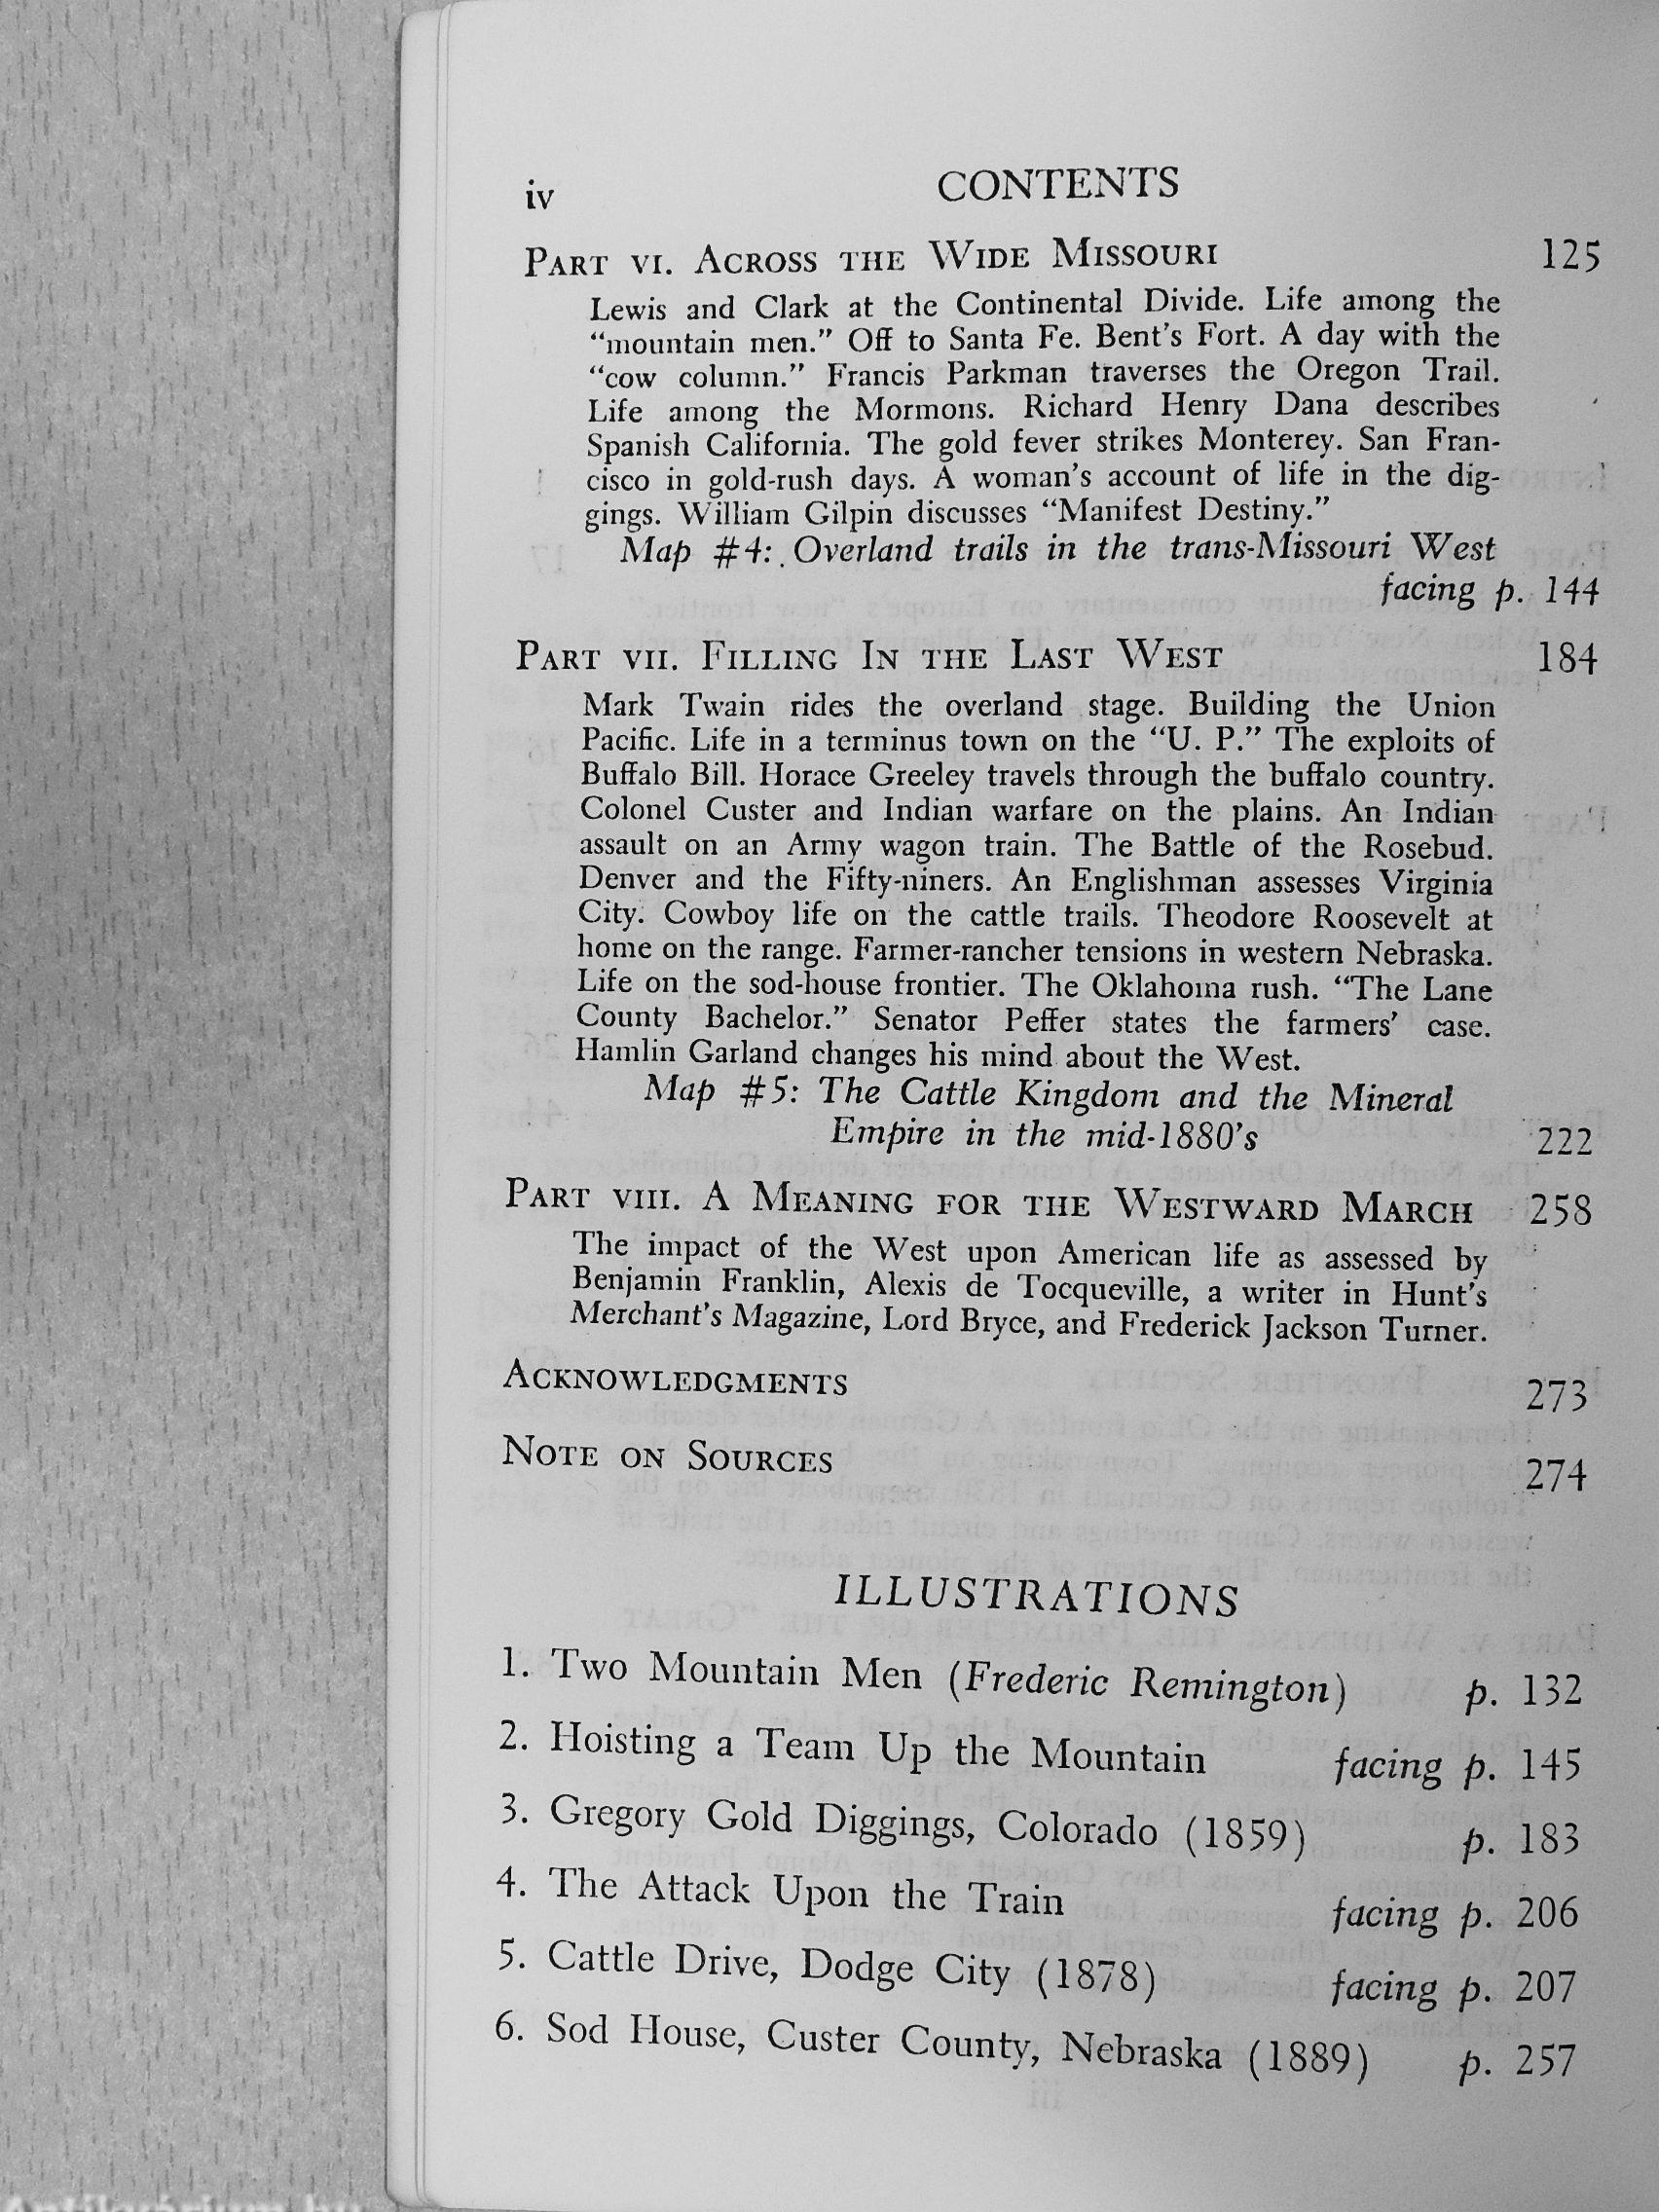 iv CONTENTS
PART VI. ACROSS THE WIDE MISSOURI 125
Lewis and Clark at the Continental Divide. Life among the
“mountain men.” Off to Santa Fe. Bent’s Fort. A day with the
“cow column.” Francis Parkman traverses the Oregon Trail.
Life among the Mormons. Richard Henry Dana describes
Spanish California. The gold fever strikes Monterey. San Fran-
cisco in gold-rush days. A woman’s account of life in the dig-
gings. William Gilpin discusses “Manifest Destiny.”
Map #4: Overland trails in the trans-Missouri West
facing p. 144
PART VII. FILLING IN THE LAST WEST 184
Mark Twain rides the overland stage. Building the Union
Pacific. Life in a terminus town on the “U. P.” The exploits of
Buffalo Bill. Horace Greeley travels through the buffalo country.
Colonel Custer and Indian warfare on the plains. An Indian
assault on an Army wagon train. The Battle of the Rosebud.
Denver and the Fifty-niners. An Englishman assesses Virginia
City. Cowboy life on the cattle trails. Theodore Roosevelt at
home on the range. Farmer-rancher tensions in western Nebraska.
Life on the sod-house frontier. The Oklahoma rush. “The Lane
County Bachelor.” Senator Peffer states the farmers’ case.
Hamlin Garland changes his mind about the West.
Map #5: The Cattle Kingdom and the Mineral
Empire in the mid-1880’s 222
PART VIII. A MEANING FOR THE WESTWARD MARCH 258
The impact of the West upon American life as assessed by
Benjamin Franklin, Alexis de Tocqueville, a writer in Hunt’s
Merchant’s Magazine, Lord Bryce, and Frederick Jackson Turner.
ACKNOWLEDGMENTS 273
NOTE ON SOURCES 274
ILLUSTRATIONS
1. Two Mountain Men (Frederic Remington) p. 132
2. Hoisting a Team Up the Mountain facing p. 145
3. Gregory Gold Diggings, Colorado (1859) p. 183
4. The Attack Upon the Train facing p. 206
5. Cattle Drive, Dodge City (1878) facing p. 207
6. Sod House, Custer County, Nebraska (1889) p. 257